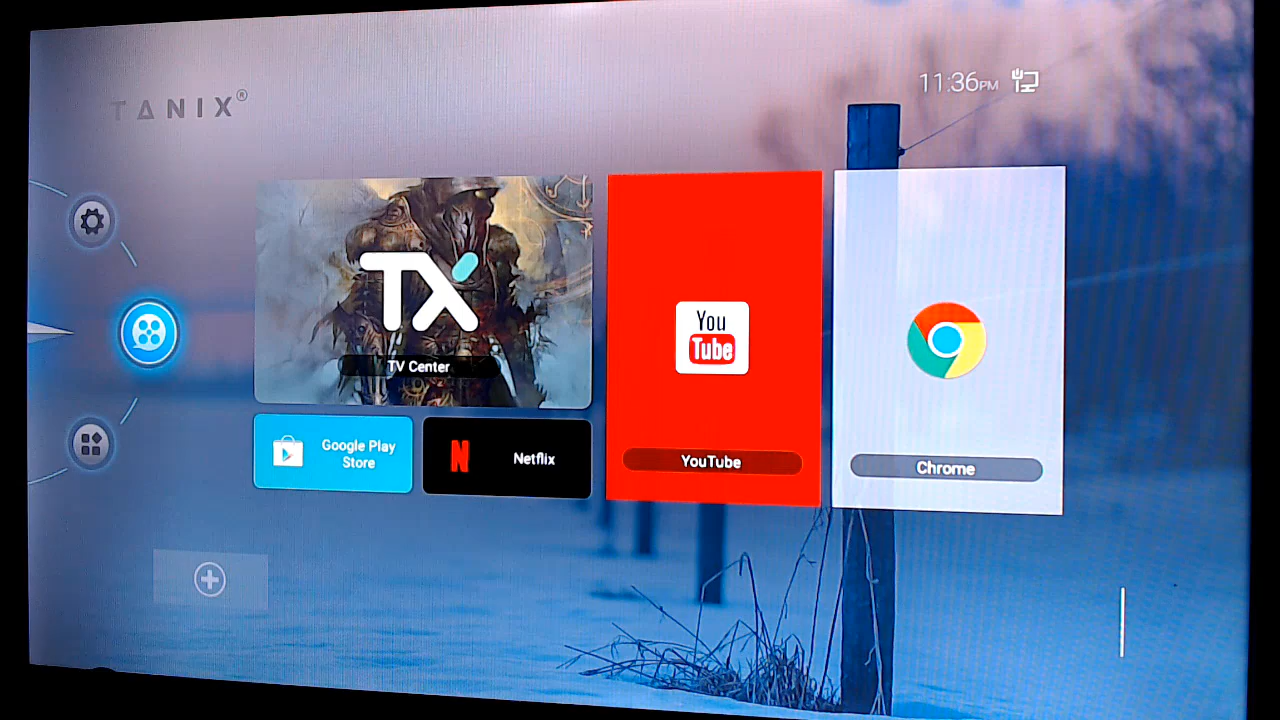 TANIX®
11:36PM
TX
TV Center
Google Play
Store
N
Netflix
You
Tube
YouTube
Chrome